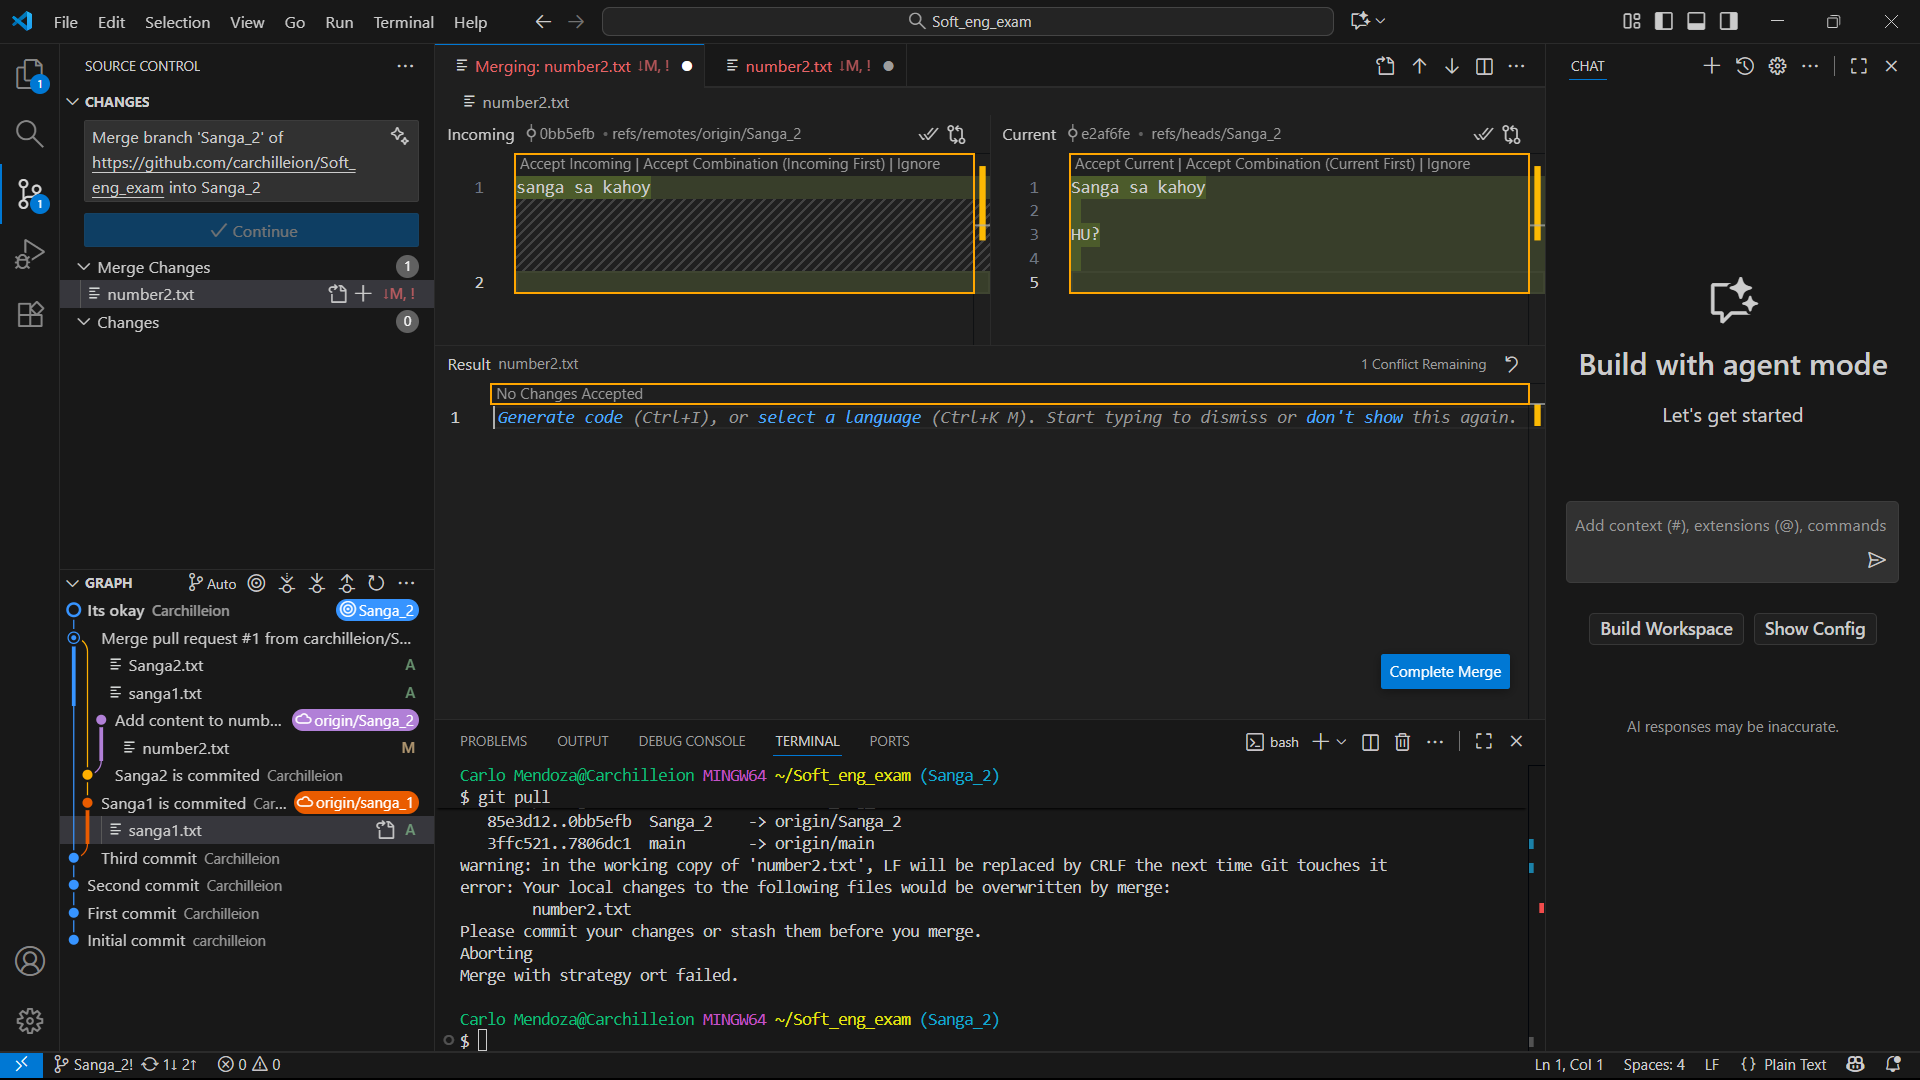 File Edit Selection View Go Run Terminal Help
Soft_eng_exam
SOURCE CONTROL
CHANGES
Merge branch 'Sanga_2' of
https://github.com/carchilleion/Soft_
eng_exam into Sanga_2
Continue
Merge Changes 1
number2.txt ↓M, !
Changes 0
1
1
Merging: number2.txt ↓M, !
number2.txt ↓M, !
number2.txt
Incoming 0bb5efb • refs/remotes/origin/Sanga_2
Accept Incoming | Accept Combination (Incoming First) | Ignore
1 sanga sa kahoy
2
Current e2af6fe • refs/heads/Sanga_2
Accept Current | Accept Combination (Current First) | Ignore
1 Sanga sa kahoy
2
3 HU?
4
5
Result number2.txt
1 Conflict Remaining
No Changes Accepted
1 Generate code (Ctrl+I), or select a language (Ctrl+K M). Start typing to dismiss or don't show this again.
Complete Merge
GRAPH
Auto
Its okay Carchilleion Sanga_2
Merge pull request #1 from carchilleion/S...
Sanga2.txt A
sanga1.txt A
Add content to numb... origin/Sanga_2
number2.txt M
Sanga2 is commited Carchilleion
Sanga1 is commited Car... origin/sanga_1
sanga1.txt A
Third commit Carchilleion
Second commit Carchilleion
First commit Carchilleion
Initial commit carchilleion
PROBLEMS OUTPUT DEBUG CONSOLE TERMINAL PORTS
bash
Carlo Mendoza@Carchilleion MINGW64 ~/Soft_eng_exam (Sanga_2)
$ git pull
85e3d12..0bb5efb Sanga_2 -> origin/Sanga_2
3ffc521..7806dc1 main -> origin/main
warning: in the working copy of 'number2.txt', LF will be replaced by CRLF the next time Git touches it
error: Your local changes to the following files would be overwritten by merge:
number2.txt
Please commit your changes or stash them before you merge.
Aborting
Merge with strategy ort failed.
Carlo Mendoza@Carchilleion MINGW64 ~/Soft_eng_exam (Sanga_2)
$
CHAT
Build with agent mode
Let's get started
Add context (#), extensions (@), commands
Build Workspace
Show Config
AI responses may be inaccurate.
Sanga_2! 1↓ 2↑ 0 0
Ln 1, Col 1 Spaces: 4 LF {} Plain Text